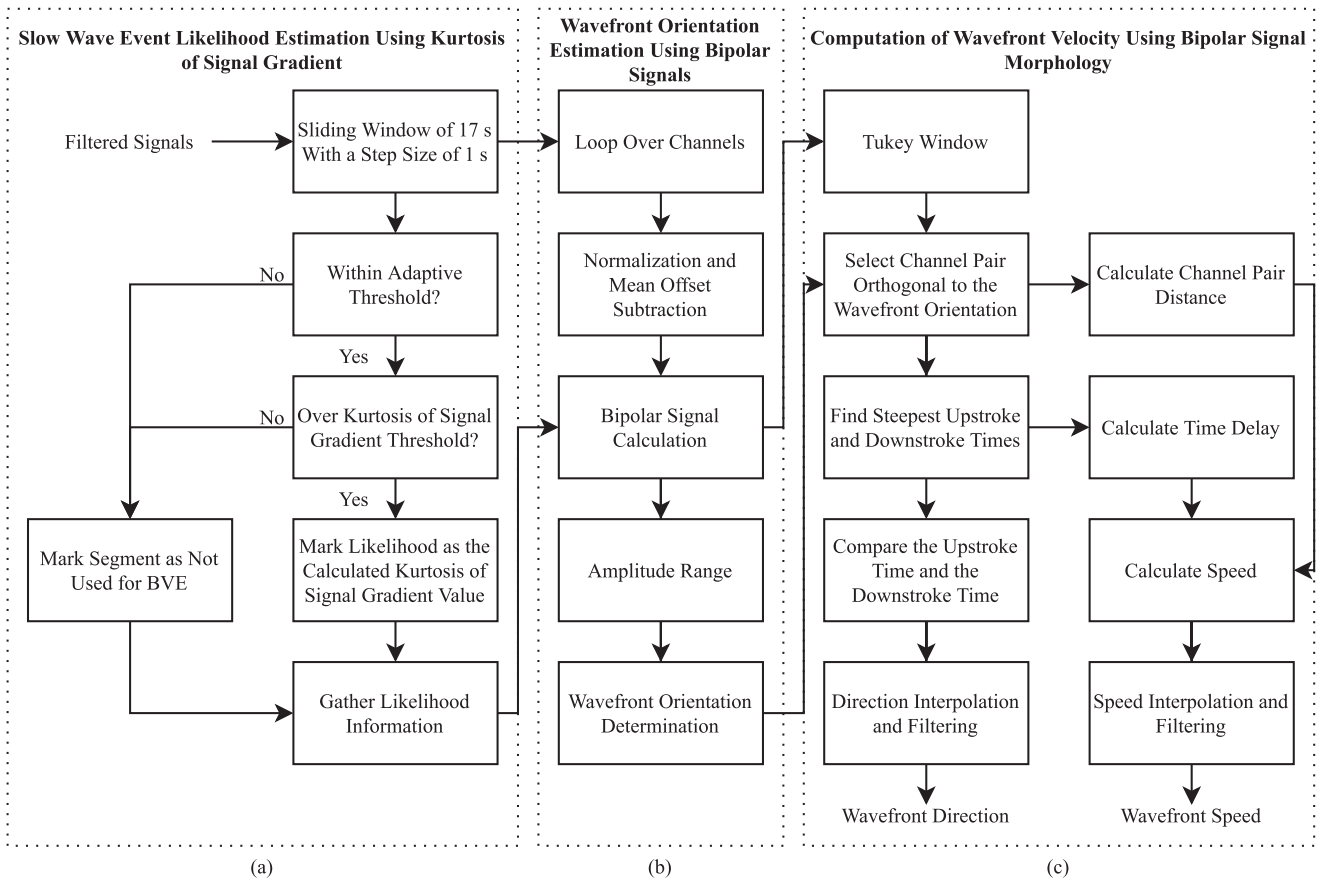 Slow Wave Event Likelihood Estimation Using Kurtosis
of Signal Gradient
Filtered Signals
Sliding Window of 17 s
With a Step Size of 1 s
No
Within Adaptive
Threshold?
Yes
No
Over Kurtosis of Signal
Gradient Threshold?
Yes
Mark Segment as Not
Used for BVE
Mark Likelihood as the
Calculated Kurtosis of
Signal Gradient Value
Gather Likelihood
Information
(a)
Wavefront Orientation
Estimation Using Bipolar
Signals
Loop Over Channels
Normalization and
Mean Offset
Subtraction
Bipolar Signal
Calculation
Amplitude Range
Wavefront Orientation
Determination
(b)
Computation of Wavefront Velocity Using Bipolar Signal
Morphology
Tukey Window
Select Channel Pair
Orthogonal to the
Wavefront Orientation
Calculate Channel Pair
Distance
Find Steepest Upstroke
and Downstroke Times
Calculate Time Delay
Compare the Upstroke
Time and the
Downstroke Time
Calculate Speed
Direction Interpolation
and Filtering
Speed Interpolation and
Filtering
Wavefront Direction
Wavefront Speed
(c)